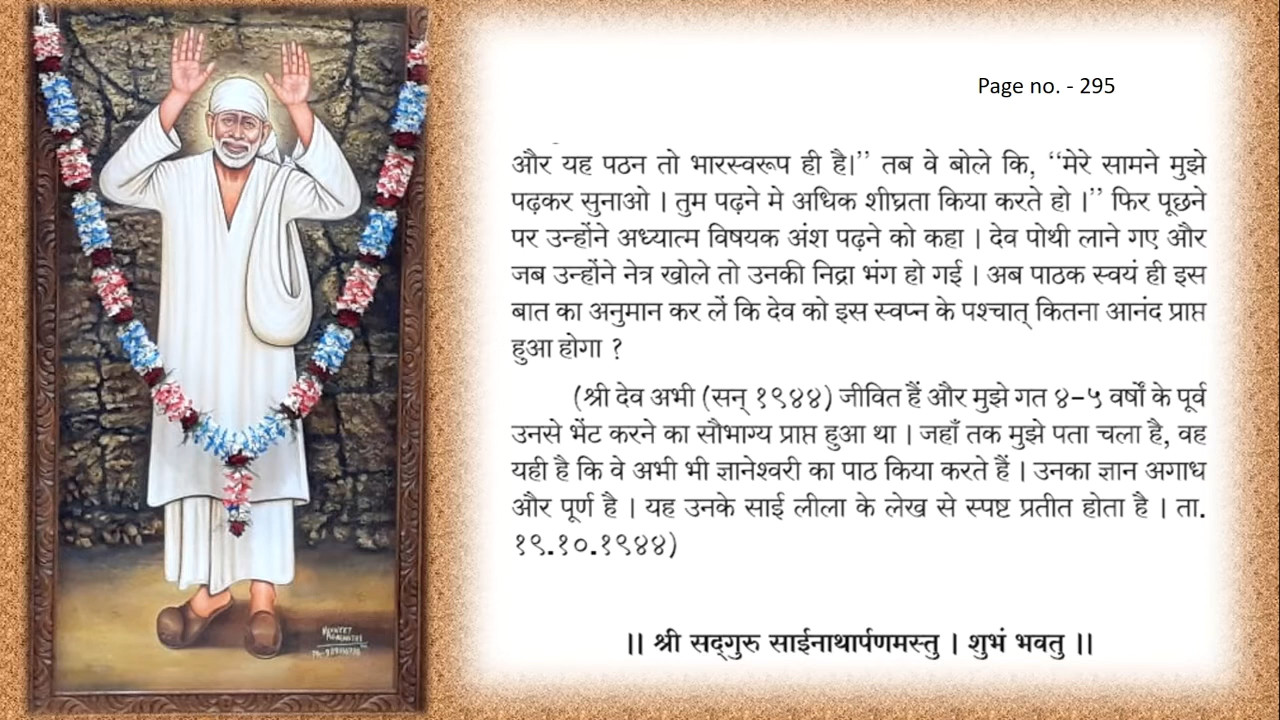 Page no. - 295
और यह पठन तो भारस्वरूप ही है।’’ तब वे बोले कि, ‘‘मेरे सामने मुझे
पढ़कर सुनाओ । तुम पढ़ने मे अधिक शीघ्रता किया करते हो ।’’ फिर पूछने
पर उन्होंने अध्यात्म विषयक अंश पढ़ने को कहा । देव पोथी लाने गए और
जब उन्होंने नेत्र खोले तो उनकी निद्रा भंग हो गई । अब पाठक स्वयं ही इस
बात का अनुमान कर लें कि देव को इस स्वप्न के पश्चात् कितना आनंद प्राप्त
हुआ होगा ?
(श्री देव अभी (सन् १९४४) जीवित हैं और मुझे गत ४-५ वर्षों के पूर्व
उनसे भेंट करने का सौभाग्य प्राप्त हुआ था । जहाँ तक मुझे पता चला है, वह
यही है कि वे अभी भी ज्ञानेश्वरी का पाठ किया करते हैं । उनका ज्ञान अगाध
और पूर्ण है । यह उनके साई लीला के लेख से स्पष्ट प्रतीत होता है । ता.
१९.१०.१९४४)
|| श्री सद्‌गुरु साईनाथार्पणमस्तु । शुभं भवतु ||